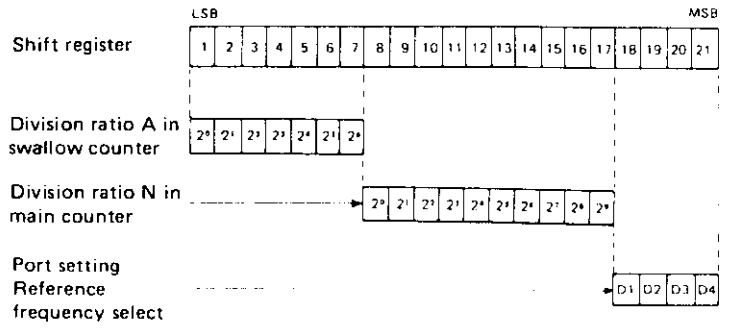 LSB MSB
Shift register 1 2 3 4 5 6 7 8 9 10 11 12 13 14 15 16 17 18 19 20 21
Division ratio A in
swallow counter 2⁰ 2¹ 2² 2³ 2⁴ 2⁵ 2⁶
Division ratio N in
main counter 2⁰ 2¹ 2² 2³ 2⁴ 2⁵ 2⁶ 2⁷ 2⁸ 2⁹
Port setting
Reference D1 D2 D3 D4
frequency select